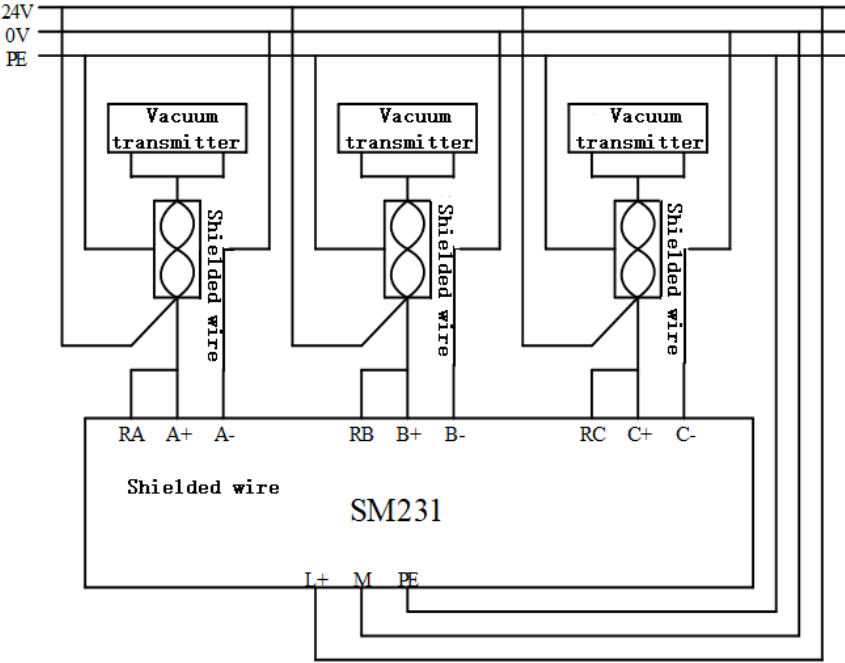 24V
0V
PE
Vacuum
transmitter
Vacuum
transmitter
Vacuum
transmitter
Shielded wire
Shielded wire
Shielded wire
RA A+ A- RB B+ B- RC C+ C-
Shielded wire
SM231
L+ M PE